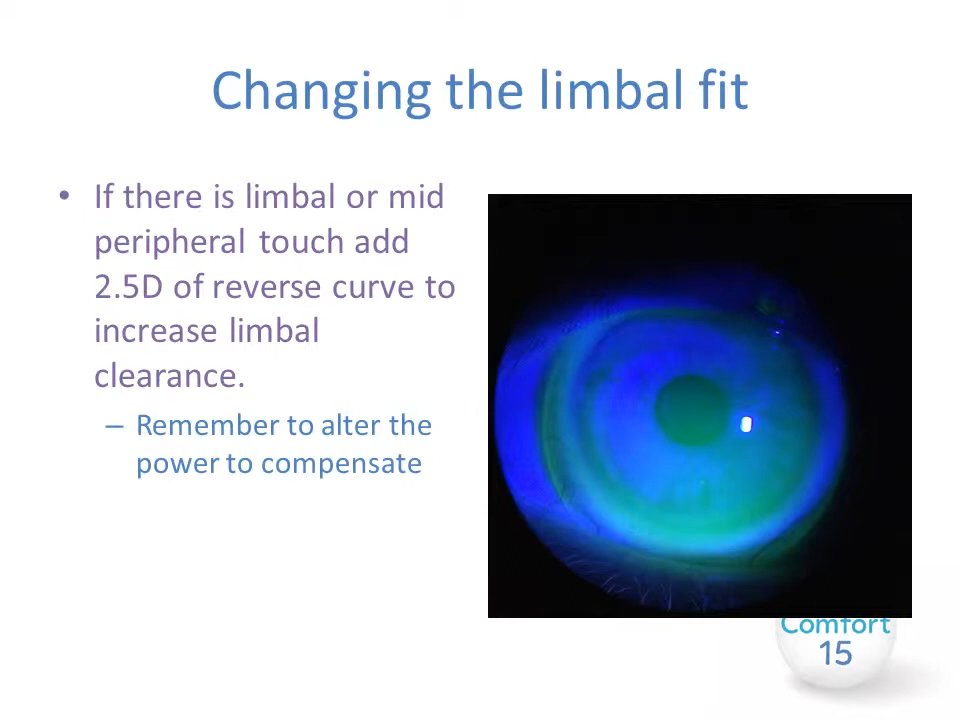 Changing the limbal fit
• If there is limbal or mid
peripheral touch add
2.5D of reverse curve to
increase limbal
clearance.
– Remember to alter the
power to compensate
Comfort
15